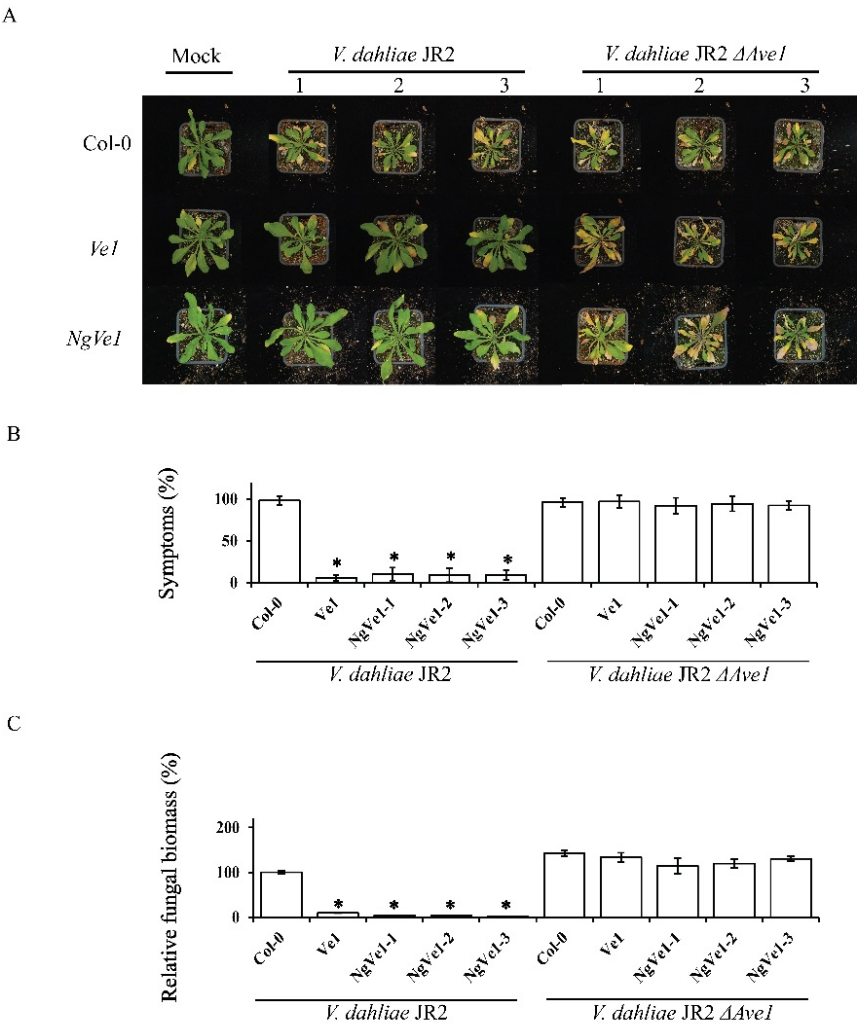 A
Mock V. dahliae JR2 V. dahliae JR2 ΔAve1
1 2 3 1 2 3
Col-0
Ve1
NgVe1
B
Symptoms (%)
100
50
0
Col-0 Ve1 NgVe1-1 NgVe1-2 NgVe1-3 Col-0 Ve1 NgVe1-1 NgVe1-2 NgVe1-3
* * * *
V. dahliae JR2 V. dahliae JR2 ΔAve1
C
Relative fungal biomass (%)
200
100
0
* * * *
Col-0 Ve1 NgVe1-1 NgVe1-2 NgVe1-3 Col-0 Ve1 NgVe1-1 NgVe1-2 NgVe1-3
V. dahliae JR2 V. dahliae JR2 ΔAve1